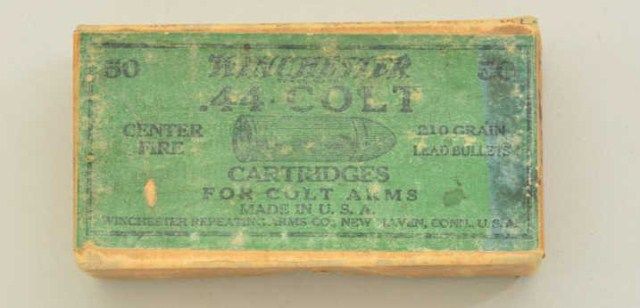 50 WINCHESTER 50
.44 COLT
CENTER FIRE
210 GRAIN
LEAD BULLETS
CARTRIDGES
FOR COLT ARMS
MADE IN U. S. A.
WINCHESTER REPEATING ARMS CO., NEW HAVEN, CONN. U. S. A.